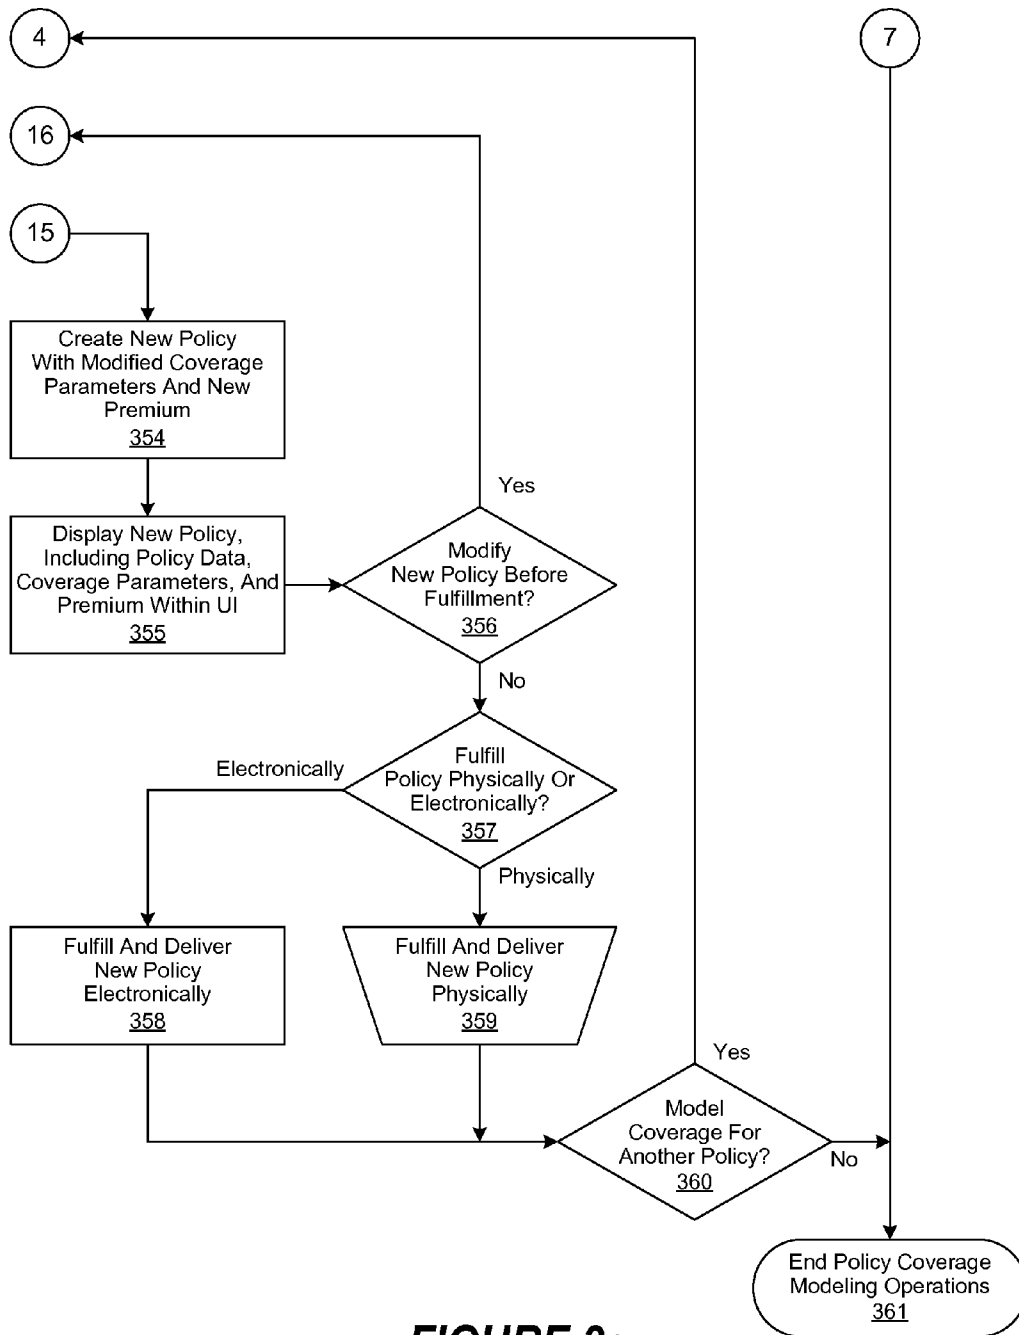 4
7
16
15
Create New Policy
With Modified Coverage
Parameters And New
Premium
354
Yes
Display New Policy,
Including Policy Data,
Coverage Parameters, And
Premium Within UI
355
Modify
New Policy Before
Fulfillment?
356
No
Electronically
Fulfill
Policy Physically Or
Electronically?
357
Physically
Fulfill And Deliver
New Policy
Electronically
358
Fulfill And Deliver
New Policy
Physically
359
Yes
Model
Coverage For
Another Policy?
360
No
End Policy Coverage
Modeling Operations
361
FIGURE